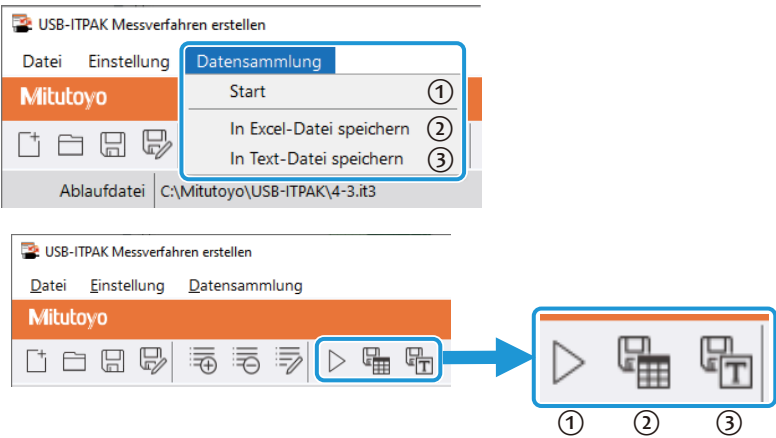 USB-ITPAK Messverfahren erstellen
Datei Einstellung Datensammlung
Mitutoyo
Start ①
In Excel-Datei speichern ②
In Text-Datei speichern ③
Ablaufdatei C:\Mitutoyo\USB-ITPAK\4-3.it3
USB-ITPAK Messverfahren erstellen
Datei Einstellung Datensammlung
Mitutoyo
T
T
① ② ③